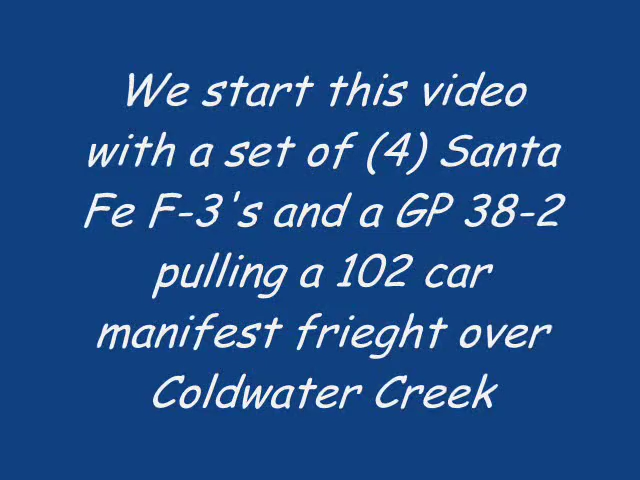 We start this video
with a set of (4) Santa
Fe F-3's and a GP 38-2
pulling a 102 car
manifest frieght over
Coldwater Creek